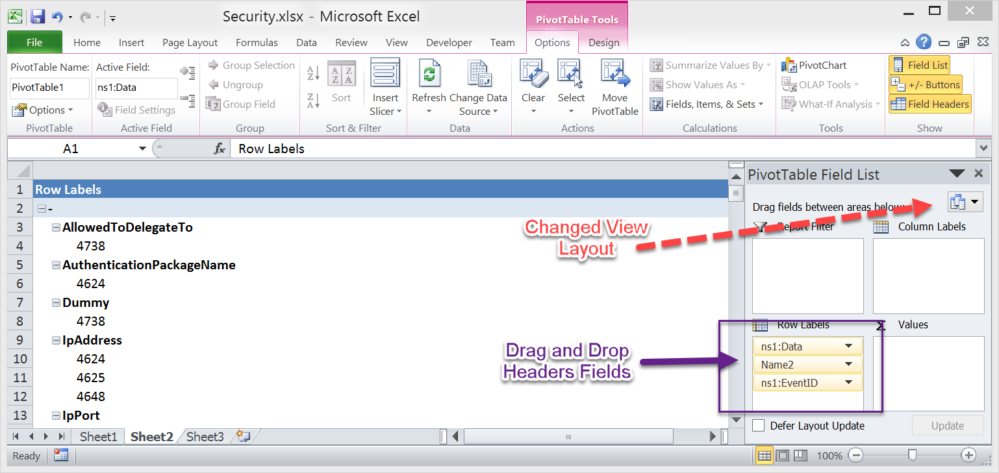 Security.xlsx - Microsoft Excel
PivotTable Tools
File Home Insert Page Layout Formulas Data Review View Developer Team Options Design
PivotTable Name:
PivotTable1
Options
PivotTable
Active Field:
ns1:Data
Field Settings
Active Field
Group Selection
Ungroup
Group Field
Group
Sort
Insert
Slicer
Sort & Filter
Refresh
Change Data
Source
Data
Clear
Select
Move
PivotTable
Actions
Summarize Values By
Show Values As
Fields, Items, & Sets
Calculations
PivotChart
OLAP Tools
What-If Analysis
Tools
Field List
+/- Buttons
Field Headers
Show
A1 fx Row Labels
1 Row Labels
2 -
3 AllowedToDelegateTo
4 4738
5 AuthenticationPackageName
6 4624
7 Dummy
8 4738
9 IpAddress
10 4624
11 4625
12 4648
13 IpPort
Changed View
Layout
Drag and Drop
Headers Fields
PivotTable Field List
Drag fields between areas below:
Report Filter
Column Labels
Row Labels
Σ Values
ns1:Data
Name2
ns1:EventID
Defer Layout Update
Update
Sheet1 Sheet2 Sheet3
Ready
100%